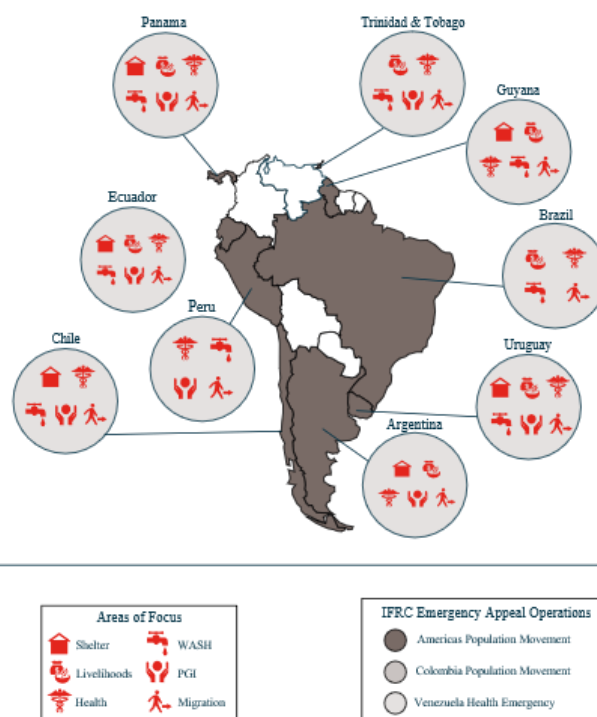 Panama
Trinidad & Tobago
Guyana
Ecuador
Brazil
Peru
Chile
Uruguay
Argentina
Areas of Focus
Shelter
WASH
Livelihoods
PGI
Health
Migration
IFRC Emergency Appeal Operations
Americas Population Movement
Colombia Population Movement
Venezuela Health Emergency